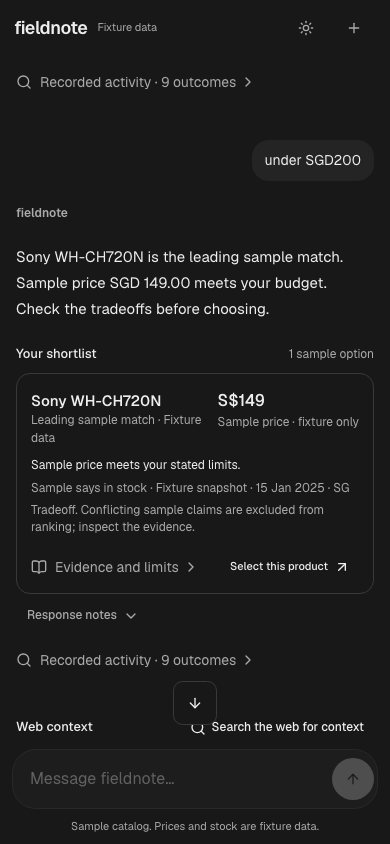 fieldnote Fixture data
Recorded activity · 9 outcomes
under SGD200
fieldnote
Sony WH-CH720N is the leading sample match.
Sample price SGD 149.00 meets your budget.
Check the tradeoffs before choosing.
Your shortlist 1 sample option
Sony WH-CH720N S$149
Leading sample match · Fixture data Sample price · fixture only
Sample price meets your stated limits.
Sample says in stock · Fixture snapshot · 15 Jan 2025 · SG
Tradeoff. Conflicting sample claims are excluded from
ranking; inspect the evidence.
Evidence and limits Select this product
Response notes
Recorded activity · 9 outcomes
Web context Search the web for context
Message fieldnote...
Sample catalog. Prices and stock are fixture data.